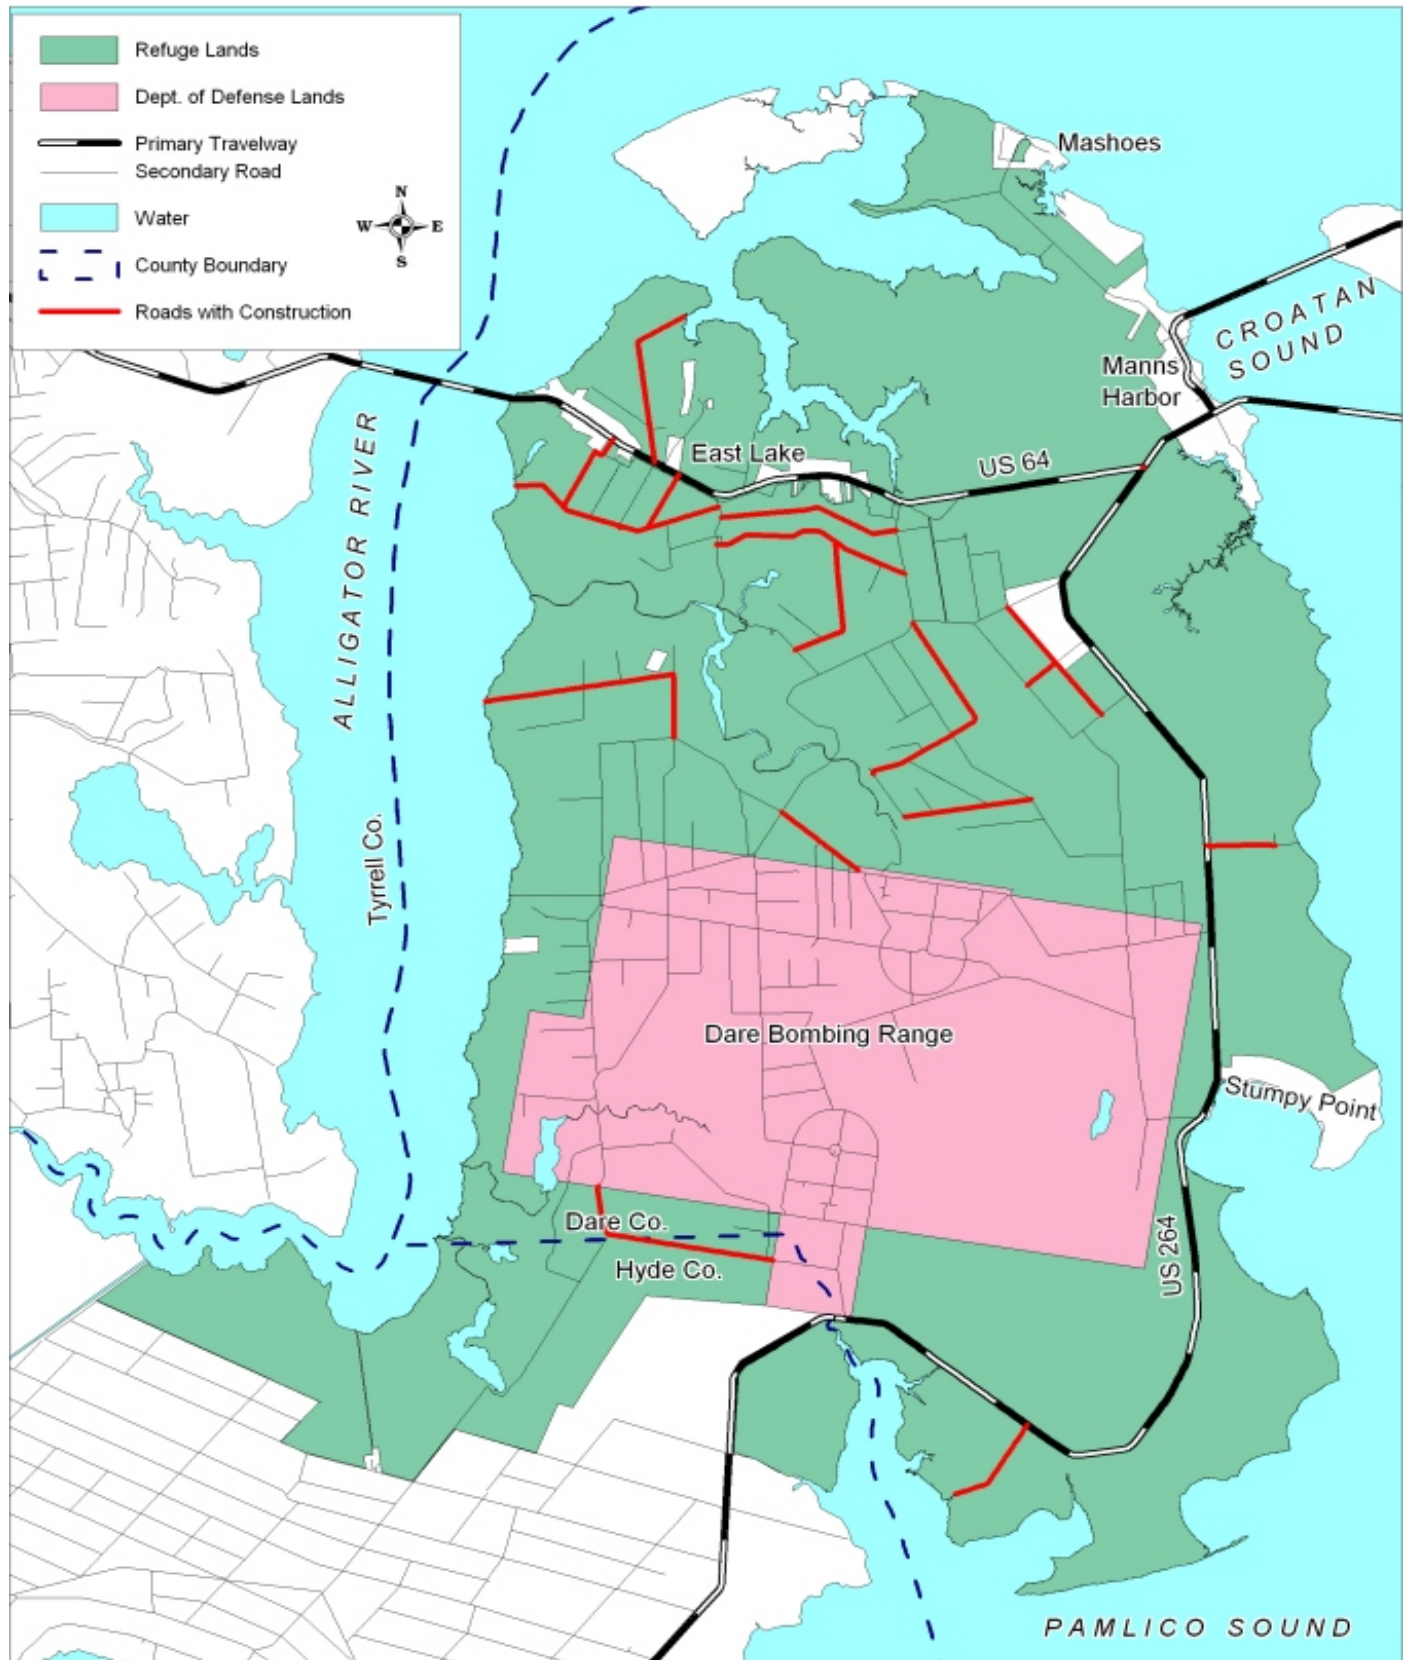 Refuge Lands
Dept. of Defense Lands
Primary Travelway
Secondary Road
Water
County Boundary
Roads with Construction
N
W E
S
Mashoes
CROATAN
SOUND
Manns
Harbor
East Lake
US 64
ALLIGATOR RIVER
Tyrrell Co.
Dare Bombing Range
Stumpy Point
Dare Co.
Hyde Co.
US 264
PAMLICO SOUND